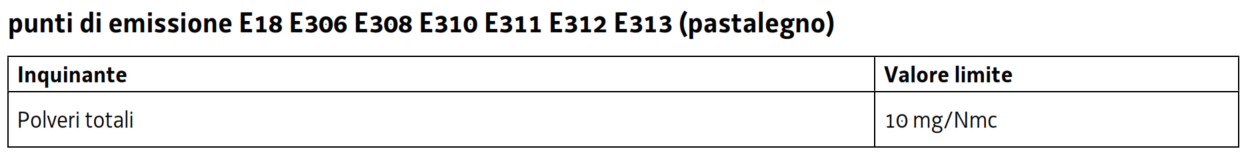 punti di emissione E18 E306 E308 E310 E311 E312 E313 (pastalegno)
Inquinante Valore limite
Polveri totali 10 mg/Nmc